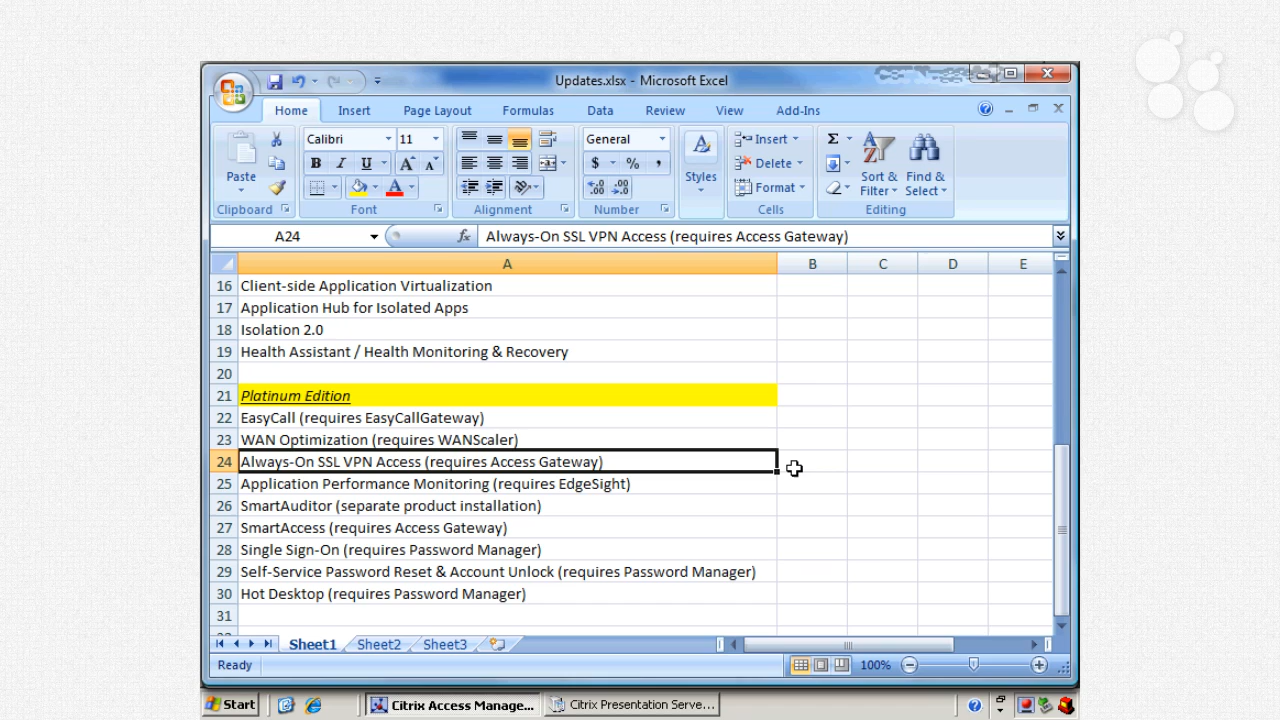 Updates.xlsx - Microsoft Excel
Home Insert Page Layout Formulas Data Review View Add-Ins
Calibri 11 General Insert Σ
Paste B I U A A $ % , Styles Delete Sort & Filter Find & Select
A Format
Clipboard Font Alignment Number Cells Editing
A24 fx Always-On SSL VPN Access (requires Access Gateway)
A B C D E
16 Client-side Application Virtualization
17 Application Hub for Isolated Apps
18 Isolation 2.0
19 Health Assistant / Health Monitoring & Recovery
20
21 Platinum Edition
22 EasyCall (requires EasyCallGateway)
23 WAN Optimization (requires WANScaler)
24 Always-On SSL VPN Access (requires Access Gateway)
25 Application Performance Monitoring (requires EdgeSight)
26 SmartAuditor (separate product installation)
27 SmartAccess (requires Access Gateway)
28 Single Sign-On (requires Password Manager)
29 Self-Service Password Reset & Account Unlock (requires Password Manager)
30 Hot Desktop (requires Password Manager)
31
Sheet1 Sheet2 Sheet3
Ready 100%
Start Citrix Access Manage... Citrix Presentation Serve...